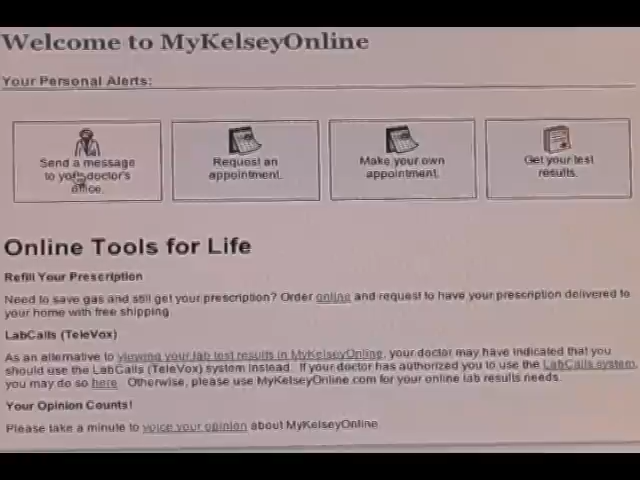 Welcome to MyKelseyOnline
Your Personal Alerts:
Send a message
to your doctor's
office.
Request an
appointment.
Make your own
appointment.
Get your test
results.
Online Tools for Life
Refill Your Prescription
Need to save gas and still get your prescription? Order online and request to have your prescription delivered to
your home with free shipping.
LabCalls (TeleVox)
As an alternative to viewing your lab test results in MyKelseyOnline, your doctor may have indicated that you
should use the LabCalls (TeleVox) system instead. If your doctor has authorized you to use the LabCalls system,
you may do so here. Otherwise, please use MyKelseyOnline.com for your online lab results needs.
Your Opinion Counts!
Please take a minute to voice your opinion about MyKelseyOnline.